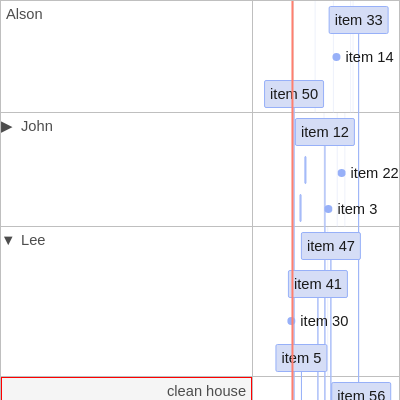 Alson
item 33
item 14
item 50
▶ John
item 12
item 22
item 3
▼ Lee
item 47
item 41
item 30
item 5
clean house
item 56